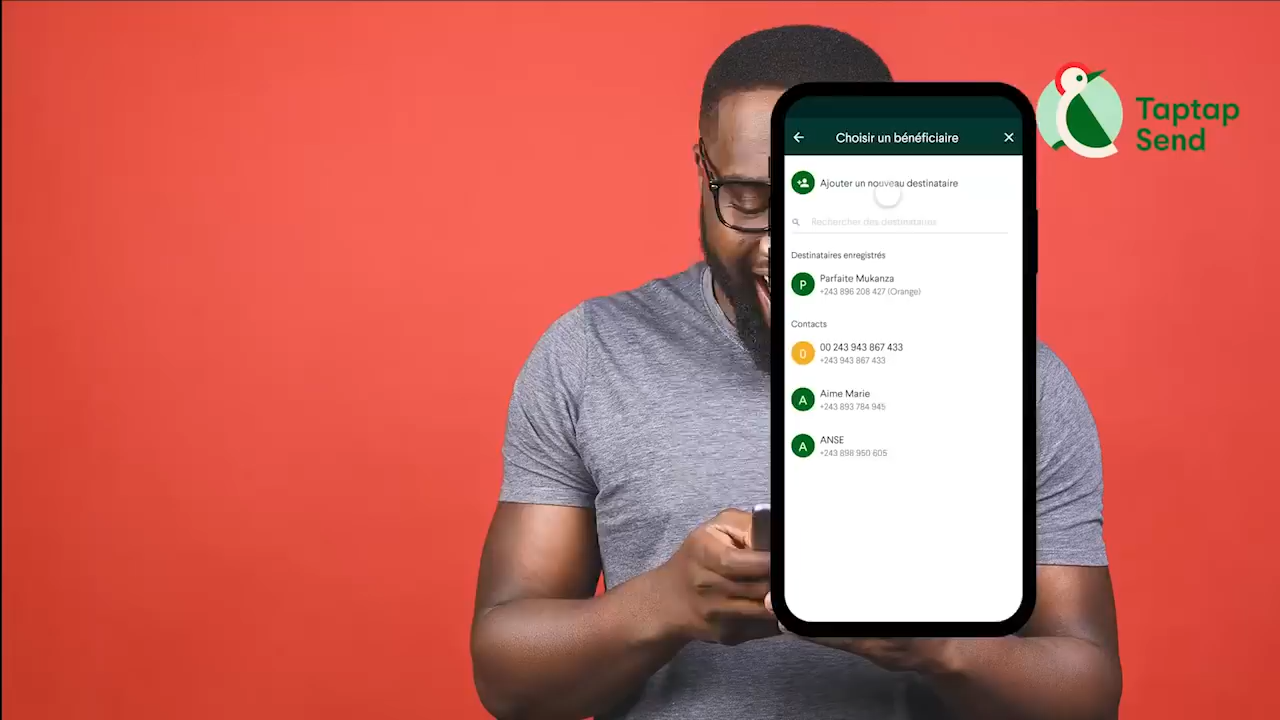 Taptap
Send
Choisir un bénéficiaire
Ajouter un nouveau destinataire
Rechercher des destinataires
Destinataires enregistrés
P
Parfaite Mukanza
+243 896 208 427 (Orange)
Contacts
0
00 243 943 867 433
+243 943 867 433
A
Aime Marie
+243 893 784 945
A
ANSE
+243 898 950 605